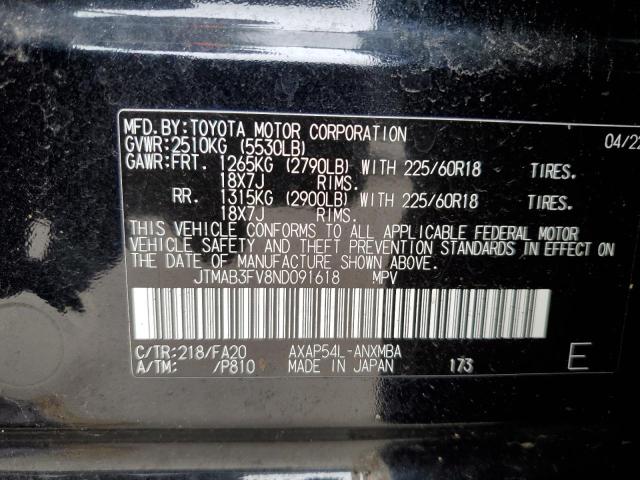 MFD.BY:TOYOTA MOTOR CORPORATION 04/22
GVWR:2510KG (5530LB)
GAWR:FRT. 1265KG (2790LB) WITH 225/60R18 TIRES.
18X7J RIMS.
RR. 1315KG (2900LB) WITH 225/60R18 TIRES.
18X7J RIMS.
THIS VEHICLE CONFORMS TO ALL APPLICABLE FEDERAL MOTOR
VEHICLE SAFETY AND THEFT PREVENTION STANDARDS IN EFFECT ON
THE DATE OF MANUFACTURE SHOWN ABOVE.
JTMAB3FV8ND091618 MPV
C/TR:218/FA20 AXAP54L-ANXMBA
A/TM: /P810 MADE IN JAPAN 173 E